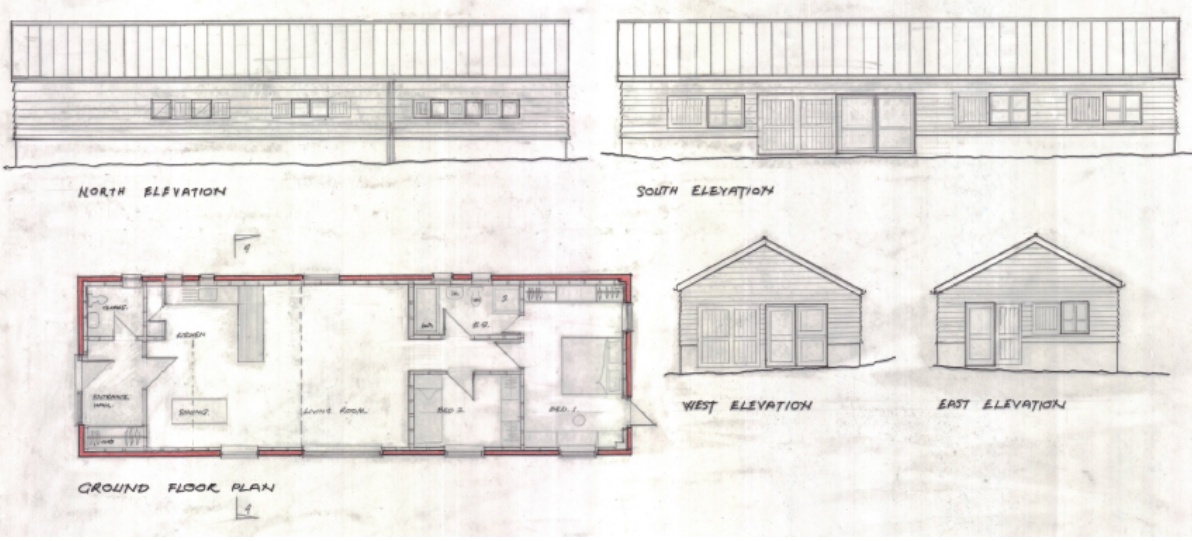 NORTH ELEVATION
SOUTH ELEVATION
KITCHEN
ENTRANCE
HALL
DINING
LIVING ROOM
BED 2
BED 1
WEST ELEVATION
EAST ELEVATION
GROUND FLOOR PLAN